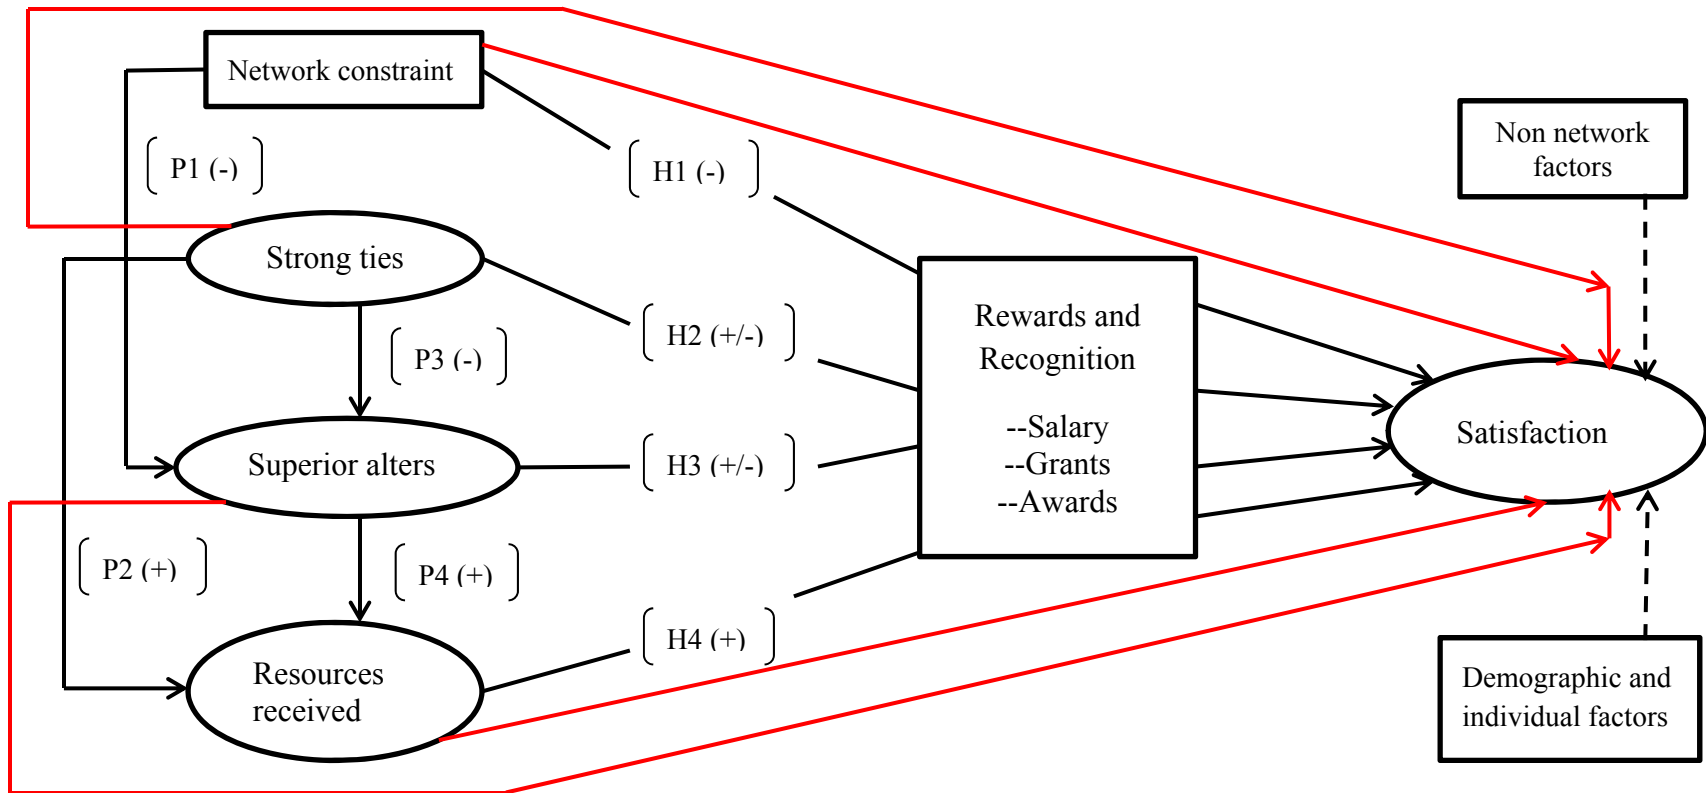 Network constraint
P1 (-)
H1 (-)
Non network
factors
Strong ties
P3 (-)
H2 (+/-)
Rewards and
Recognition
--Salary
--Grants
--Awards
Superior alters
H3 (+/-)
Satisfaction
P2 (+)
P4 (+)
H4 (+)
Resources
received
Demographic and
individual factors